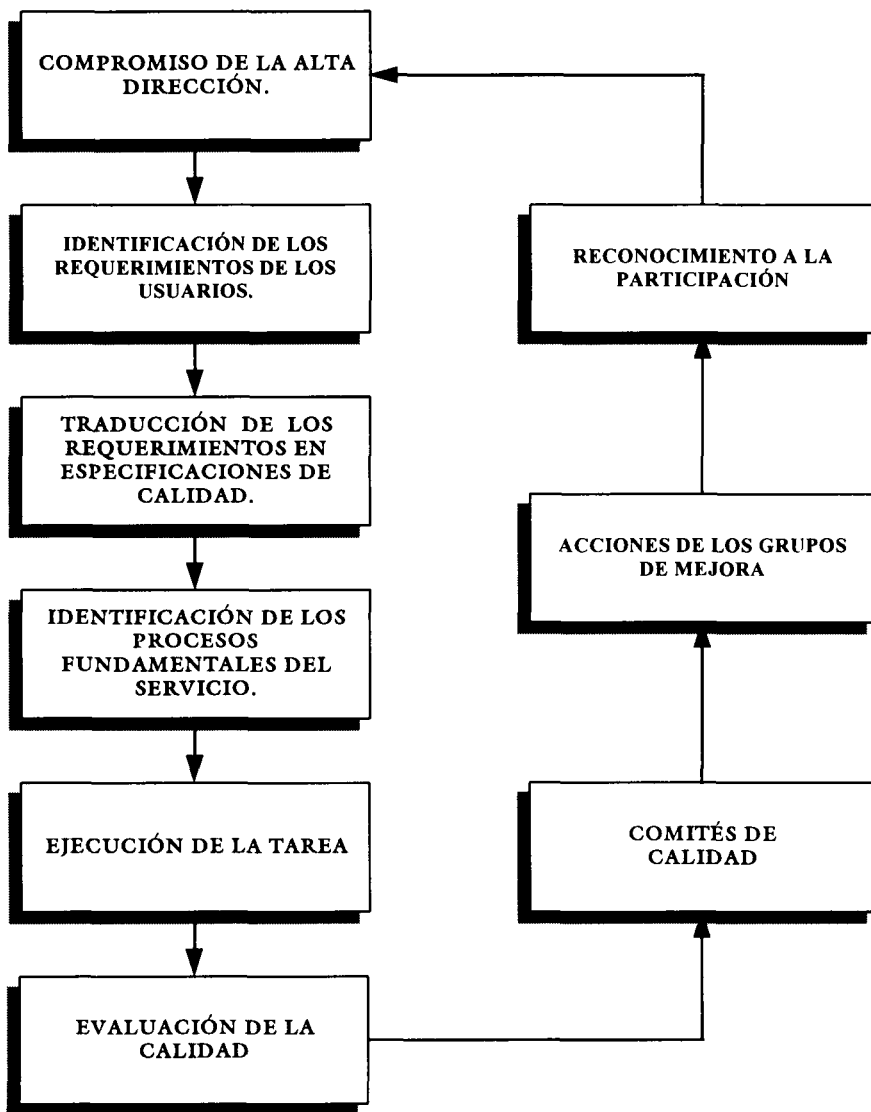 COMPROMISO DE LA ALTA
DIRECCIÓN.
IDENTIFICACIÓN DE LOS
REQUERIMIENTOS DE LOS
USUARIOS.
TRADUCCIÓN DE LOS
REQUERIMIENTOS EN
ESPECIFICACIONES DE
CALIDAD.
IDENTIFICACIÓN DE LOS
PROCESOS
FUNDAMENTALES DEL
SERVICIO.
EJECUCIÓN DE LA TAREA
EVALUACIÓN DE LA
CALIDAD
COMITÉS DE
CALIDAD
ACCIONES DE LOS GRUPOS
DE MEJORA
RECONOCIMIENTO A LA
PARTICIPACIÓN